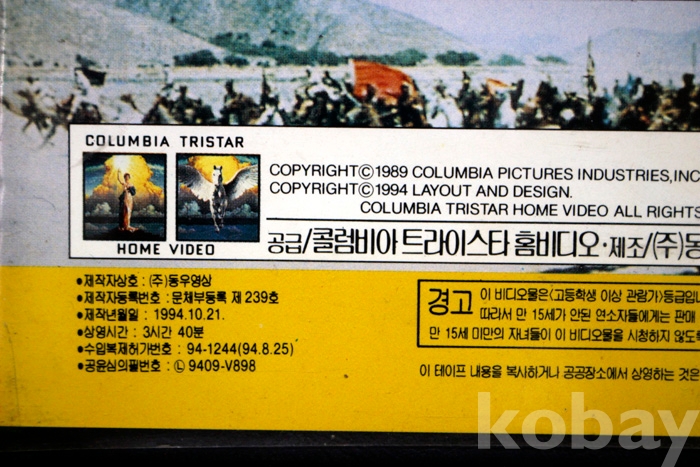 COLUMBIA TRISTAR
HOME VIDEO
COPYRIGHTⒸ1989 COLUMBIA PICTURES INDUSTRIES, INC
COPYRIGHTⒸ1994 LAYOUT AND DESIGN.
COLUMBIA TRISTAR HOME VIDEO ALL RIGHTS
공급/콜럼비아 트라이스타 홈비디오·제조/(주)동
•제작자상호 : (주)동우영상
•제작자등록번호 : 문체부등록 제 239호
•제작년월일 : 1994.10.21.
•상영시간 : 3시간 40분
•수입복제허가번호 : 94-1244(94.8.25)
•공윤심의필번호 : Ⓛ 9409-V898
경고
이 비디오물은 <고등학생 이상 관람가> 등급입니
따라서 만 15세가 안된 연소자들에게는 판매
만 15세 미만의 자녀들이 이 비디오물을 시청하지 않도록
이 테이프 내용을 복사하거나 공공장소에서 상영하는 것은
kobay